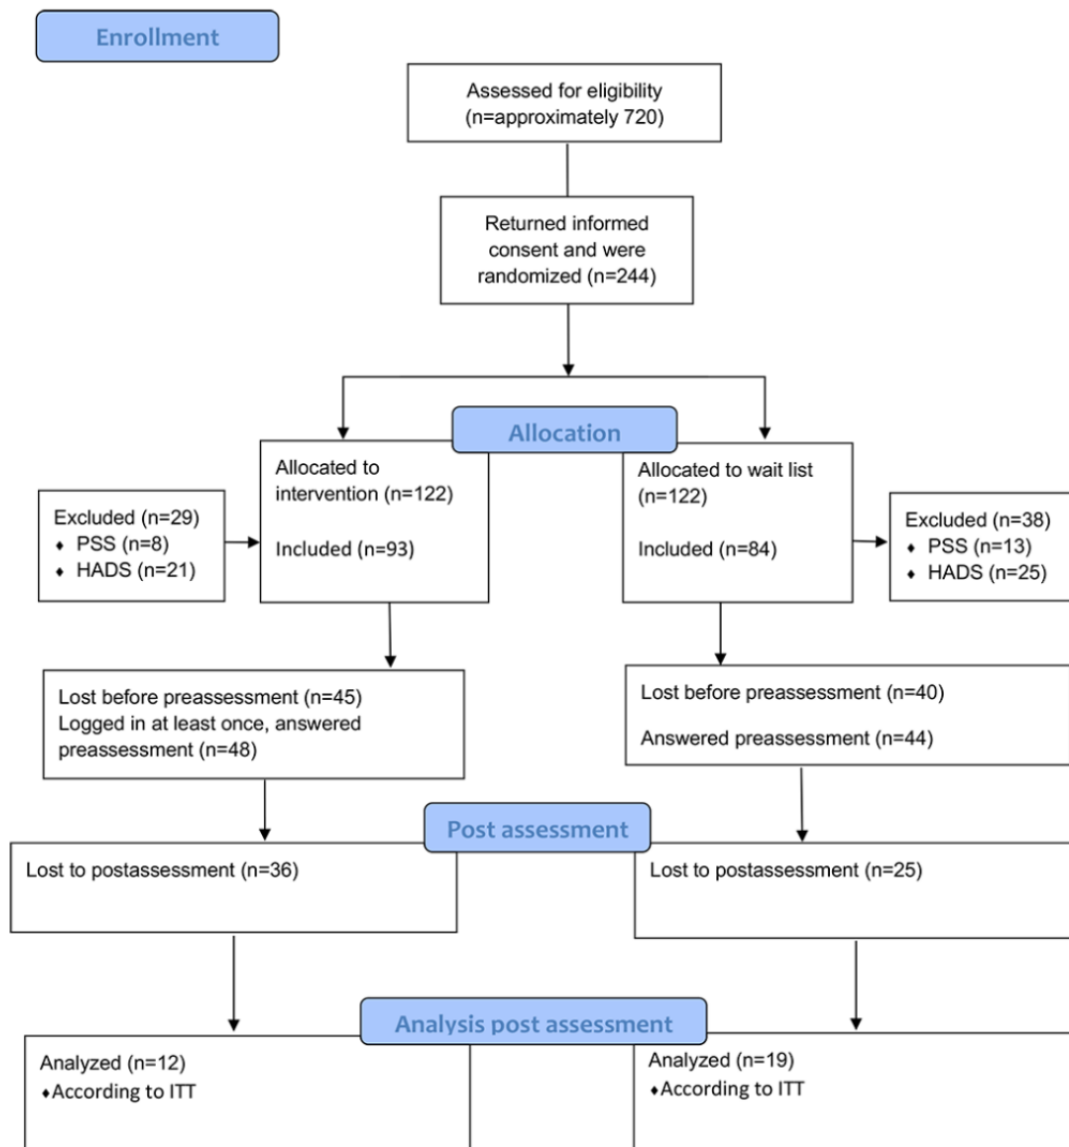 Enrollment
Assessed for eligibility
(n=approximately 720)
Returned informed
consent and were
randomized (n=244)
Allocation
Allocated to
intervention (n=122)
Included (n=93)
Excluded (n=29)
♦ PSS (n=8)
♦ HADS (n=21)
Allocated to wait list
(n=122)
Included (n=84)
Excluded (n=38)
♦ PSS (n=13)
♦ HADS (n=25)
Lost before preassessment (n=45)
Logged in at least once, answered
preassessment (n=48)
Lost before preassessment (n=40)
Answered preassessment (n=44)
Post assessment
Lost to postassessment (n=36)
Lost to postassessment (n=25)
Analysis post assessment
Analyzed (n=12)
♦According to ITT
Analyzed (n=19)
♦According to ITT